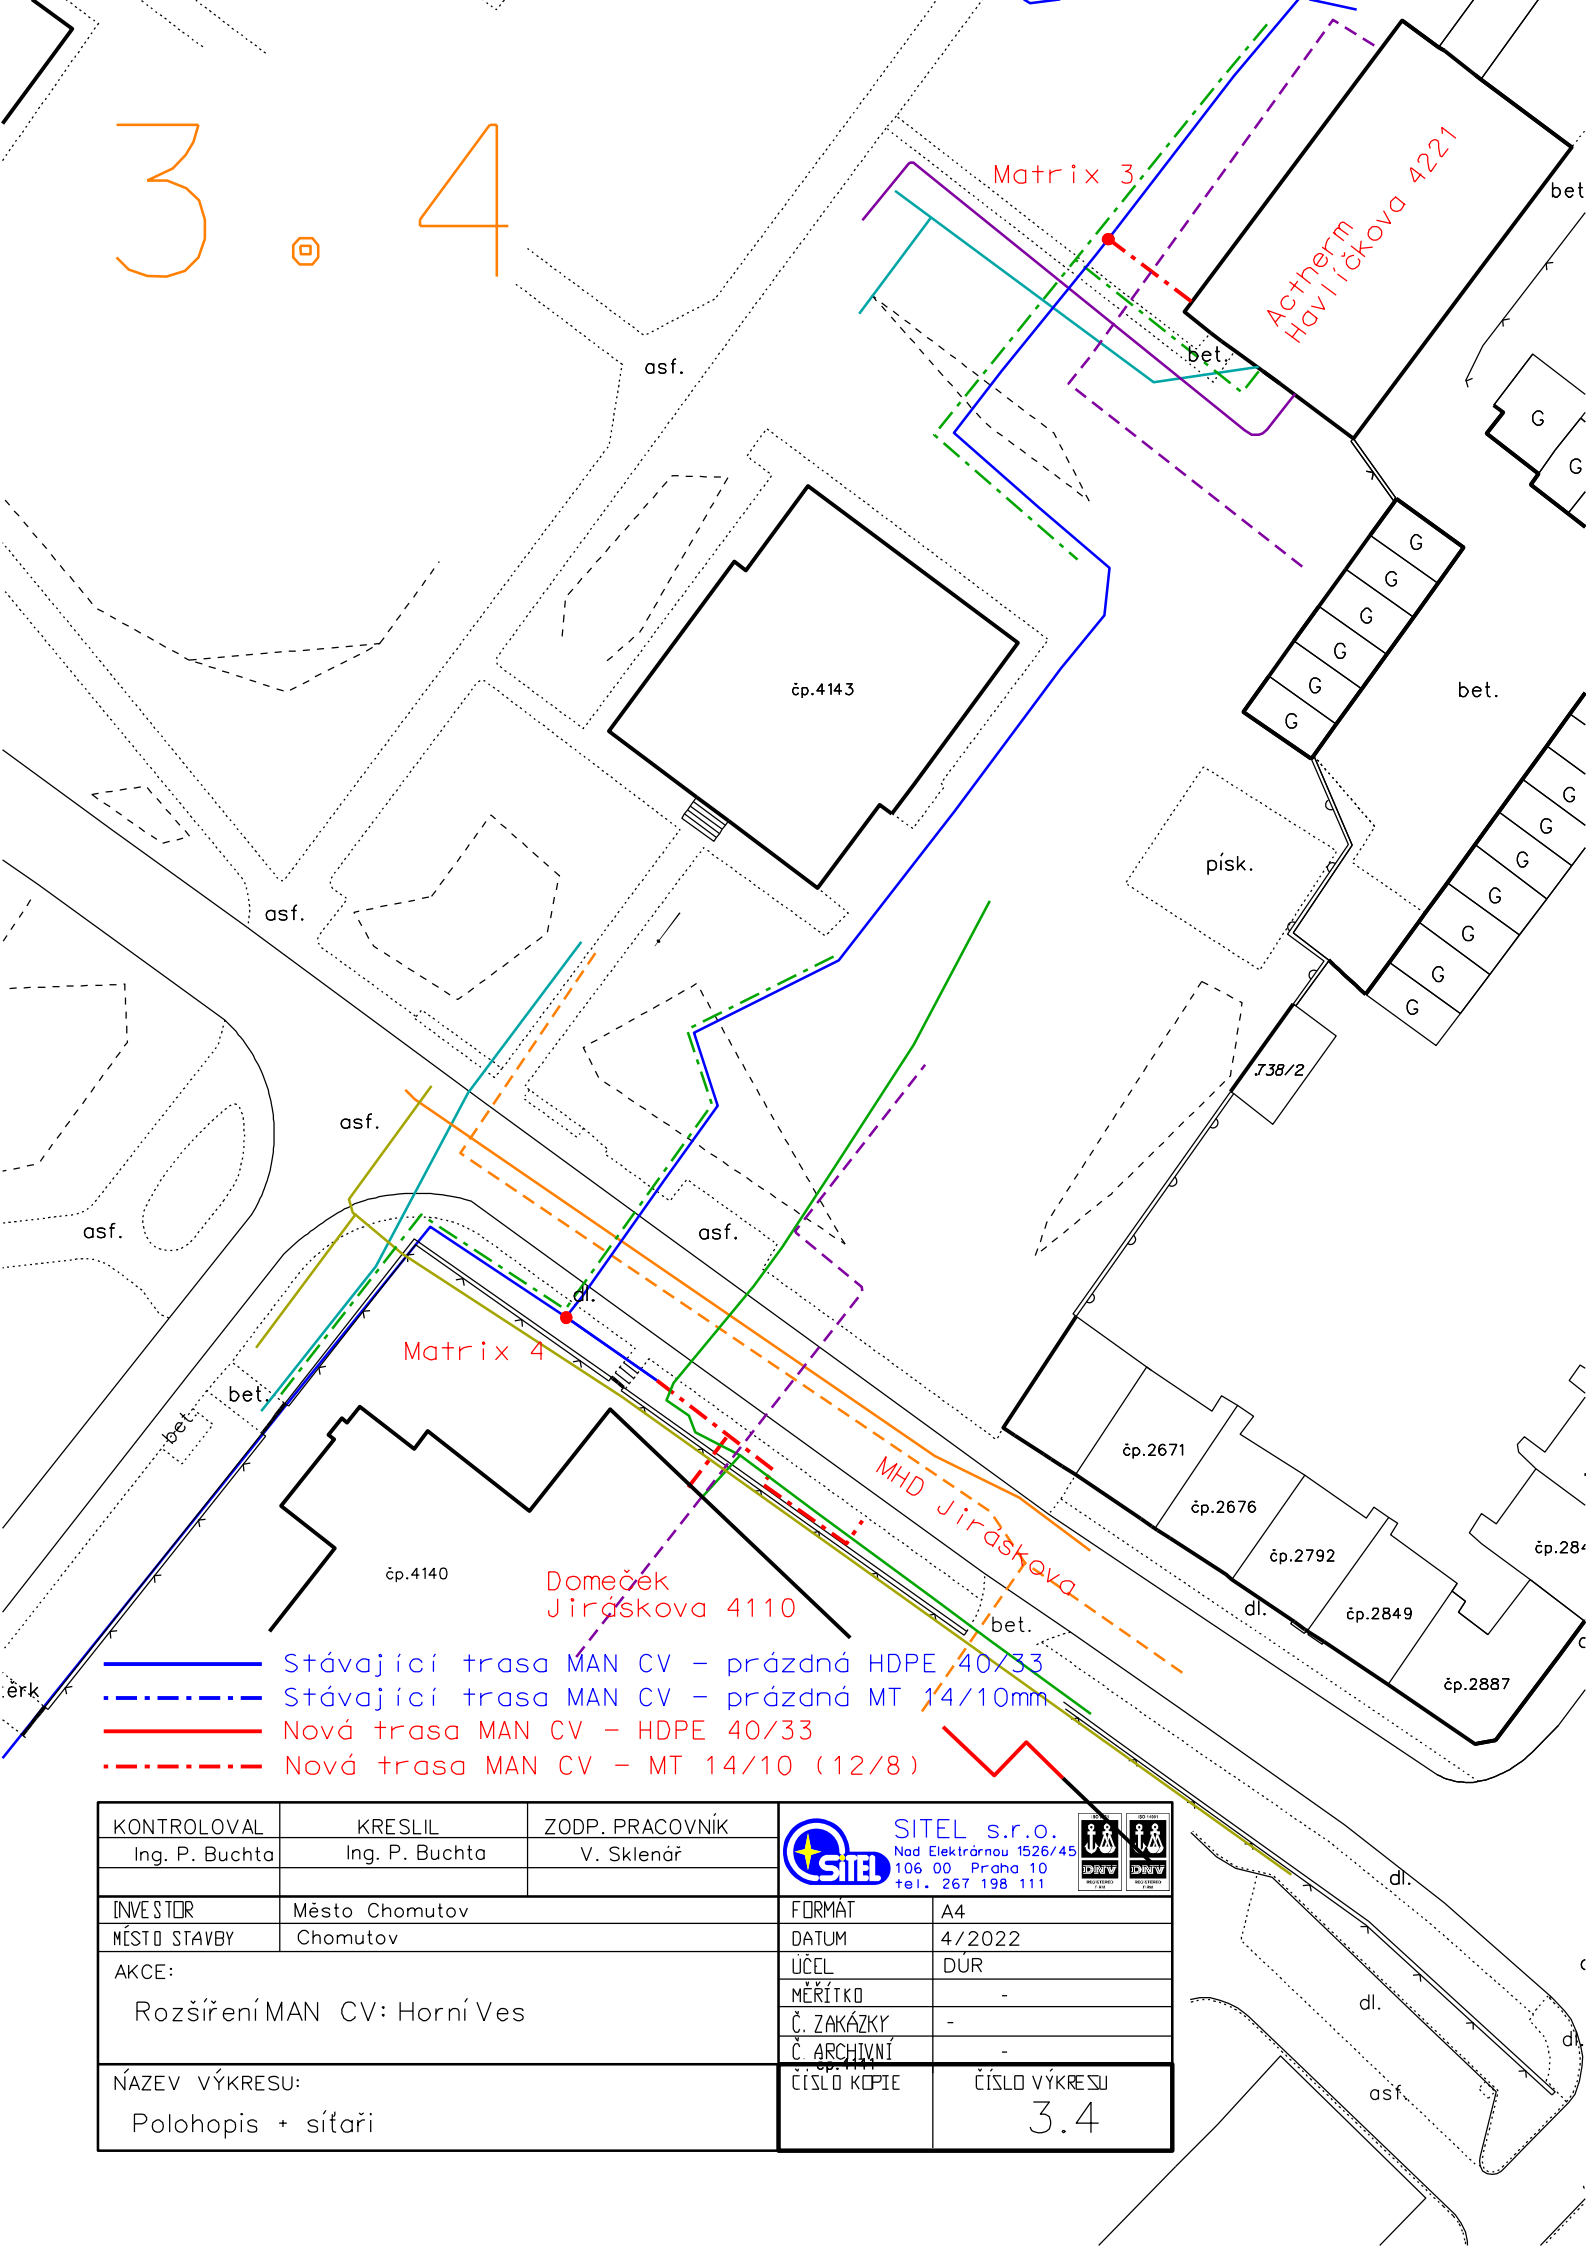 3.4
Matrix 3
Actherm
Havlíčkova 4221
bet.
asf.
bet.
G
G
G
G
G
G
G
G
čp.4143
bet.
písk.
G
G
G
G
G
G
G
asf.
738/2
asf.
asf.
asf.
dl.
Matrix 4
bet.
bet.
MHD Jiráskova
čp.2671
čp.2676
čp.2792
čp.2849
čp.2887
čp.4140
Domeček
Jiráskova 4110
dl.
bet.
Stávající trasa MAN CV - prázdná HDPE 40/33
Stávající trasa MAN CV - prázdná MT 14/10mm
Nová trasa MAN CV - HDPE 40/33
Nová trasa MAN CV - MT 14/10 (12/8)
KONTROLOVAL KRESLIL ZODP. PRACOVNÍK
Ing. P. Buchta Ing. P. Buchta V. Sklenář
SITEL
SITEL s.r.o.
Nad Elektrárnou 1526/45
106 00 Praha 10
tel. 267 198 111
DNV DNV
INVESTOR Město Chomutov
MÍSTO STAVBY Chomutov
AKCE:
Rozšíření MAN CV: Horní Ves
NÁZEV VÝKRESU:
Polohopis + síťaři
FORMÁT A4
DATUM 4/2022
ÚČEL DÚR
MĚŘÍTKO -
Č. ZAKÁZKY -
Č. ARCHIVNÍ -
ČÍSLO KOPIE ČÍSLO VÝKRESU
3.4
dl.
dl.
asf.